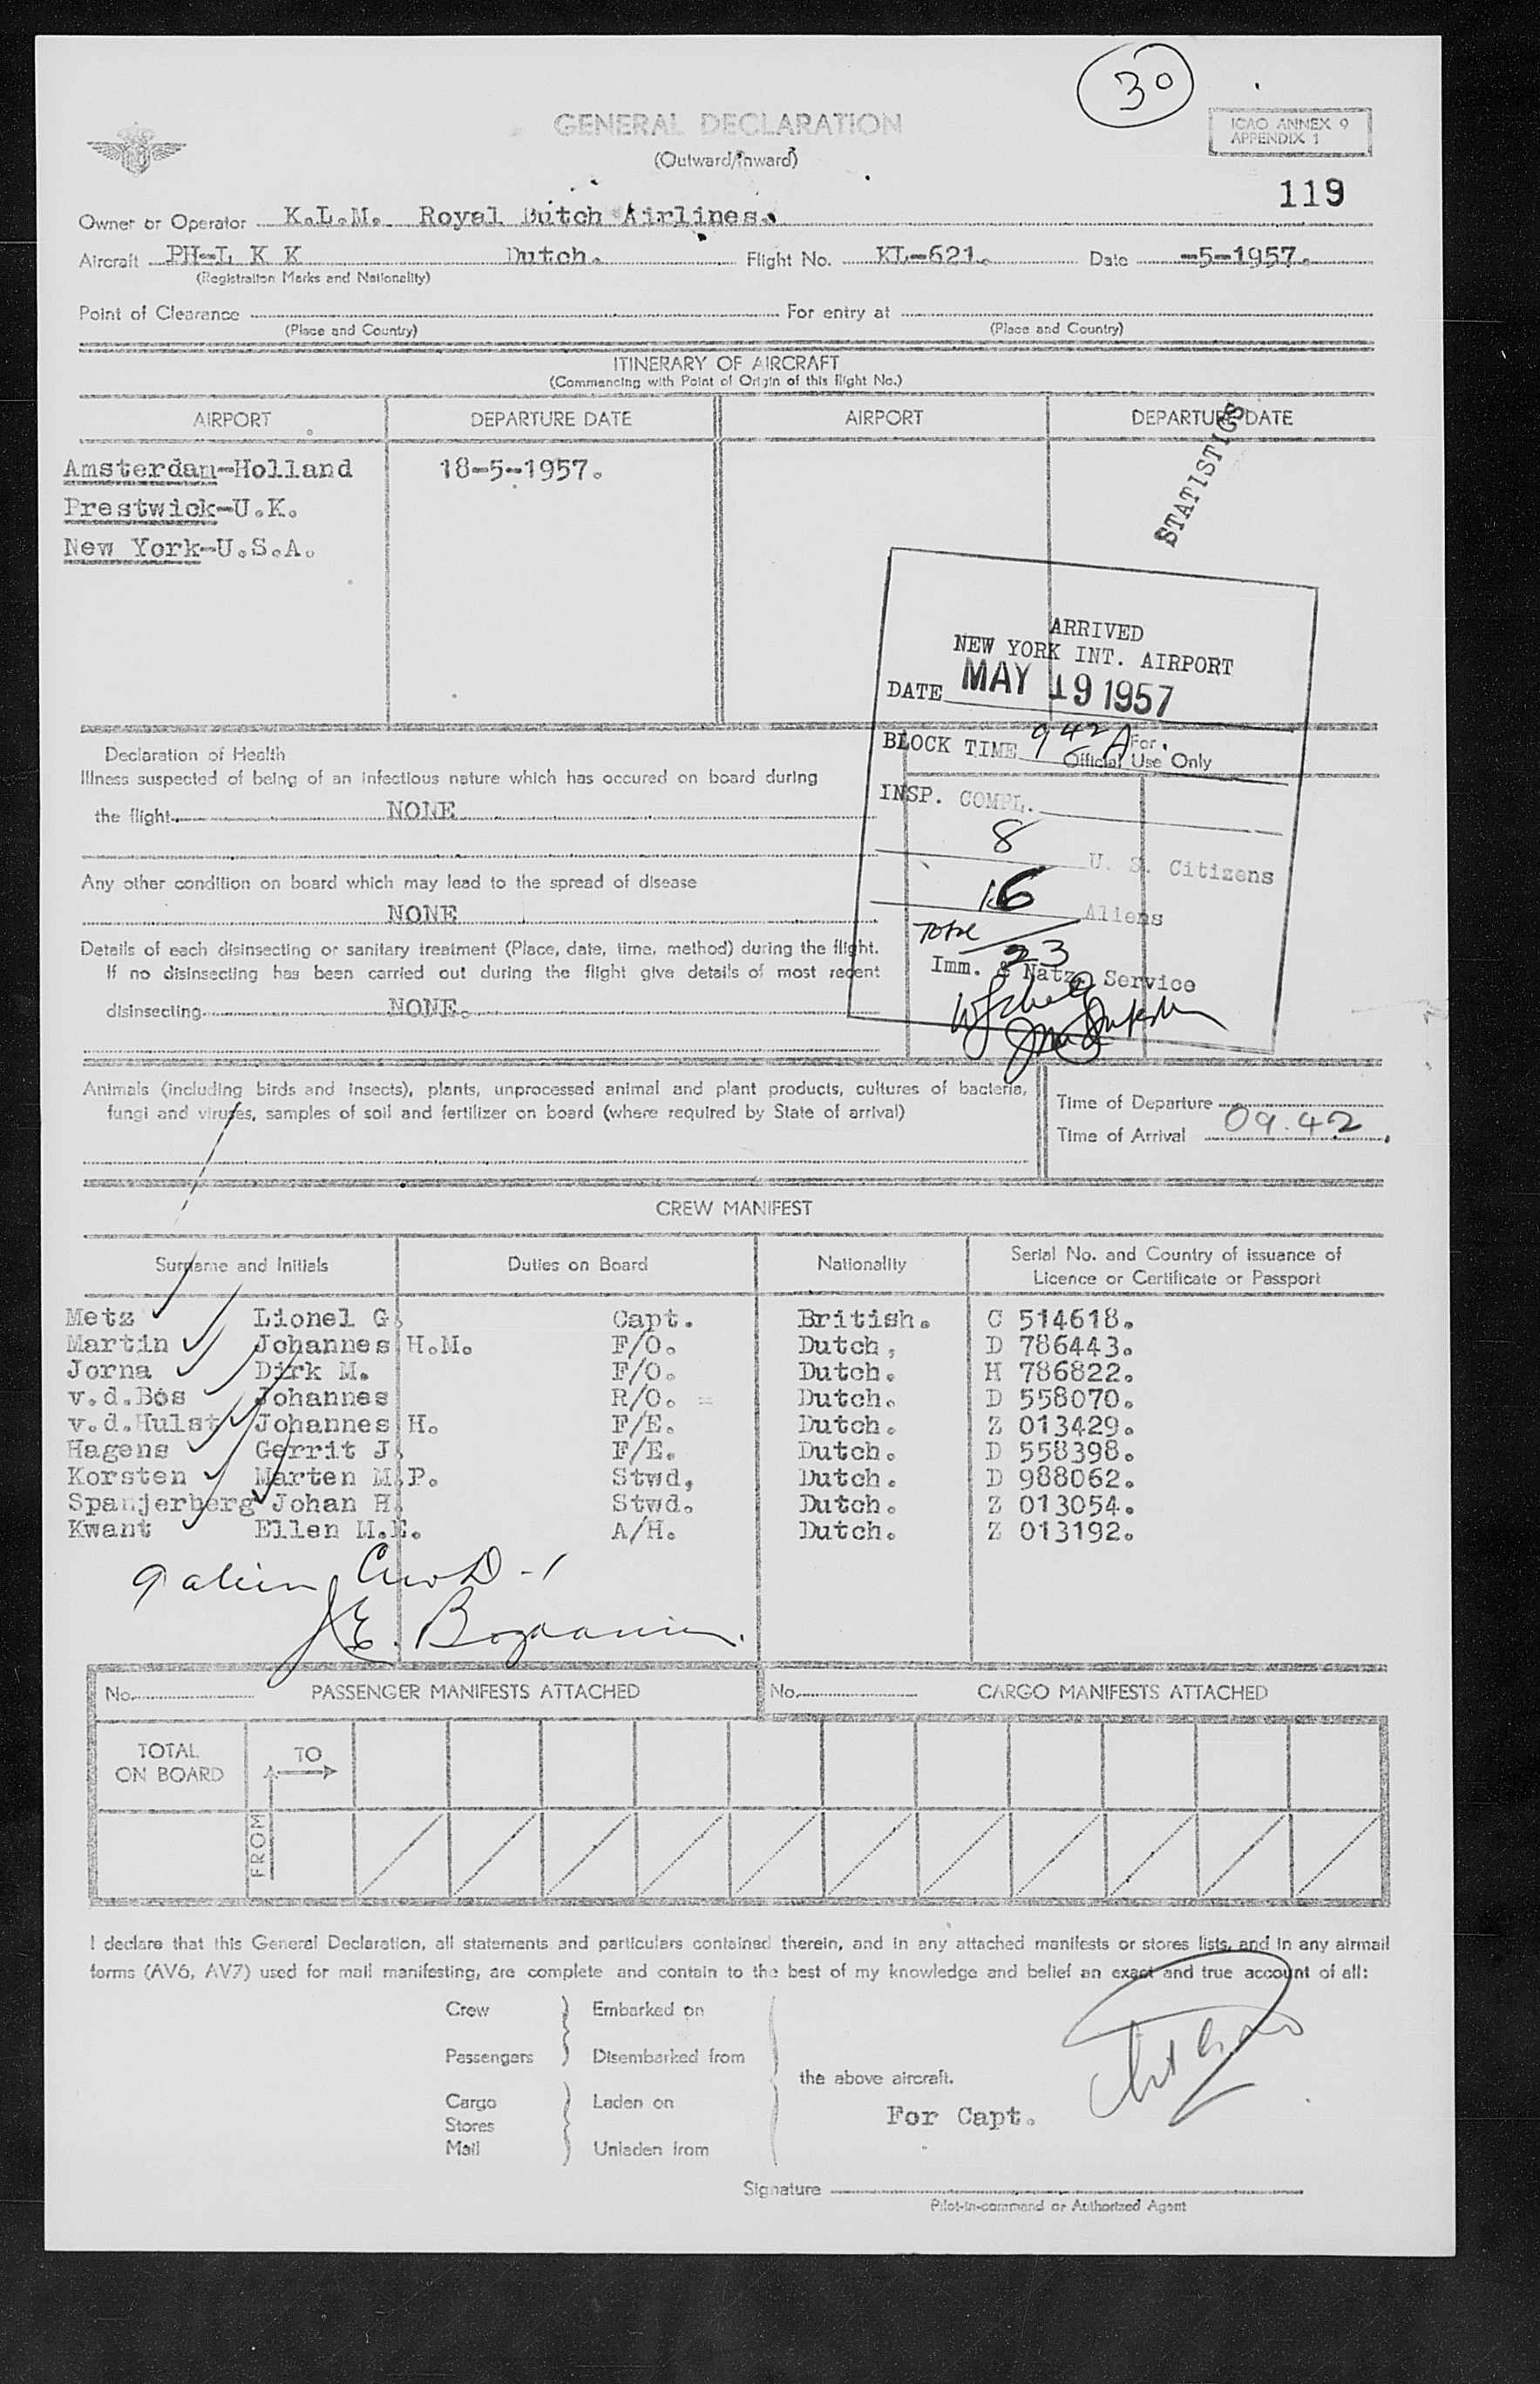 30
GENERAL DECLARATION
(Outward/Inward)
ICAO ANNEX 9
APPENDIX 1
119
Owner or Operator K.L.M. Royal Dutch Airlines.
Aircraft PH-L K K Dutch. Flight No. KL-621. Date -5-1957.
(Registration Marks and Nationality)
Point of Clearance For entry at
(Place and Country) (Place and Country)
ITINERARY OF AIRCRAFT
(Commencing with Point of Origin of this flight No.)
AIRPORT DEPARTURE DATE AIRPORT DEPARTURE DATE
Amsterdam-Holland 18-5-1957.
Prestwick-U.K.
New York-U.S.A.
STATISTICS
ARRIVED
NEW YORK INT. AIRPORT
DATE MAY 19 1957
BLOCK TIME 942 A
For
Official Use Only
INSP. COMPL.
8 U. S. Citizens
16 Aliens
Total 23
Imm. & Natz. Service
Declaration of Health
Illness suspected of being of an infectious nature which has occured on board during
the flight NONE
Any other condition on board which may lead to the spread of disease
NONE
Details of each disinsecting or sanitary treatment (Place, date, time, method) during the flight.
If no disinsecting has been carried out during the flight give details of most recent
disinsecting NONE.
Animals (including birds and insects), plants, unprocessed animal and plant products, cultures of bacteria,
fungi and viruses, samples of soil and fertilizer on board (where required by State of arrival)
Time of Departure
Time of Arrival 09.42
CREW MANIFEST
Surname and Initials Duties on Board Nationality Serial No. and Country of issuance of
Licence or Certificate or Passport
Metz Lionel G. Capt. British. C 514618.
Martin Johannes H.M. F/O. Dutch, D 786443.
Jorna Dirk M. F/O. Dutch. H 786822.
v.d.Bos Johannes R/O. = Dutch. D 558070.
v.d.Hulst Johannes H. F/E. Dutch. Z 013429.
Hagens Gerrit J. F/E. Dutch. D 558398.
Korsten Marten M.P. Stwd, Dutch. D 988062.
Spanjerberg Johan H. Stwd. Dutch. Z 013054.
Kwant Ellen M.E. A/H. Dutch. Z 013192.
9 alien Crew D-1
No. PASSENGER MANIFESTS ATTACHED No. CARGO MANIFESTS ATTACHED
TOTAL
ON BOARD
TO
FROM
I declare that this General Declaration, all statements and particulars contained therein, and in any attached manifests or stores lists, and in any airmail
forms (AV6, AV7) used for mail manifesting, are complete and contain to the best of my knowledge and belief an exact and true account of all:
Crew Embarked on
Passengers Disembarked from
the above aircraft.
Cargo Laden on
Stores
Mail Unladen from
For Capt.
Signature
Pilot-in-command or Authorized Agent